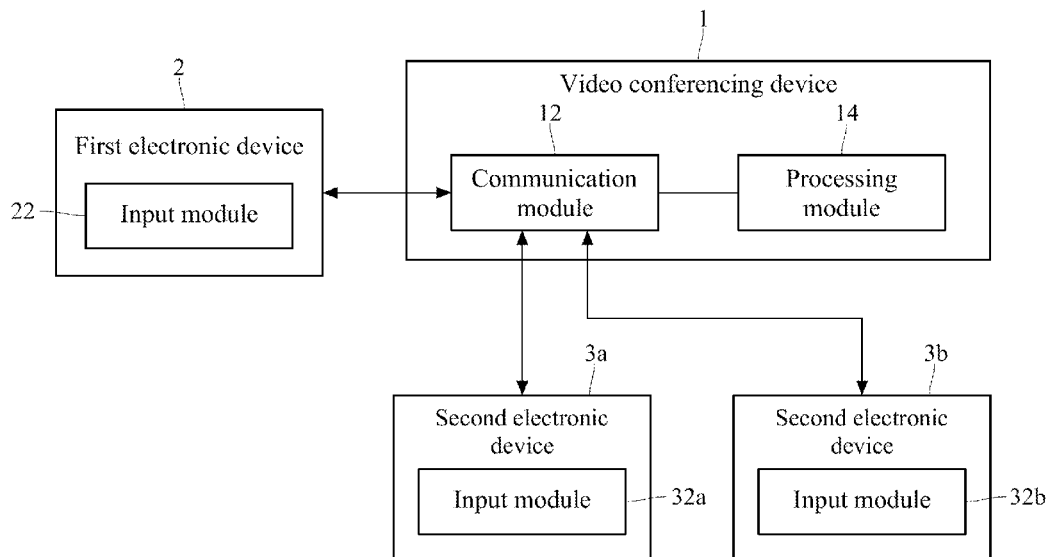 1
2
Video conferencing device
12
14
First electronic device
Communication
module
Processing
module
22
Input module
3a
3b
Second electronic
device
Second electronic
device
Input module
32a
Input module
32b